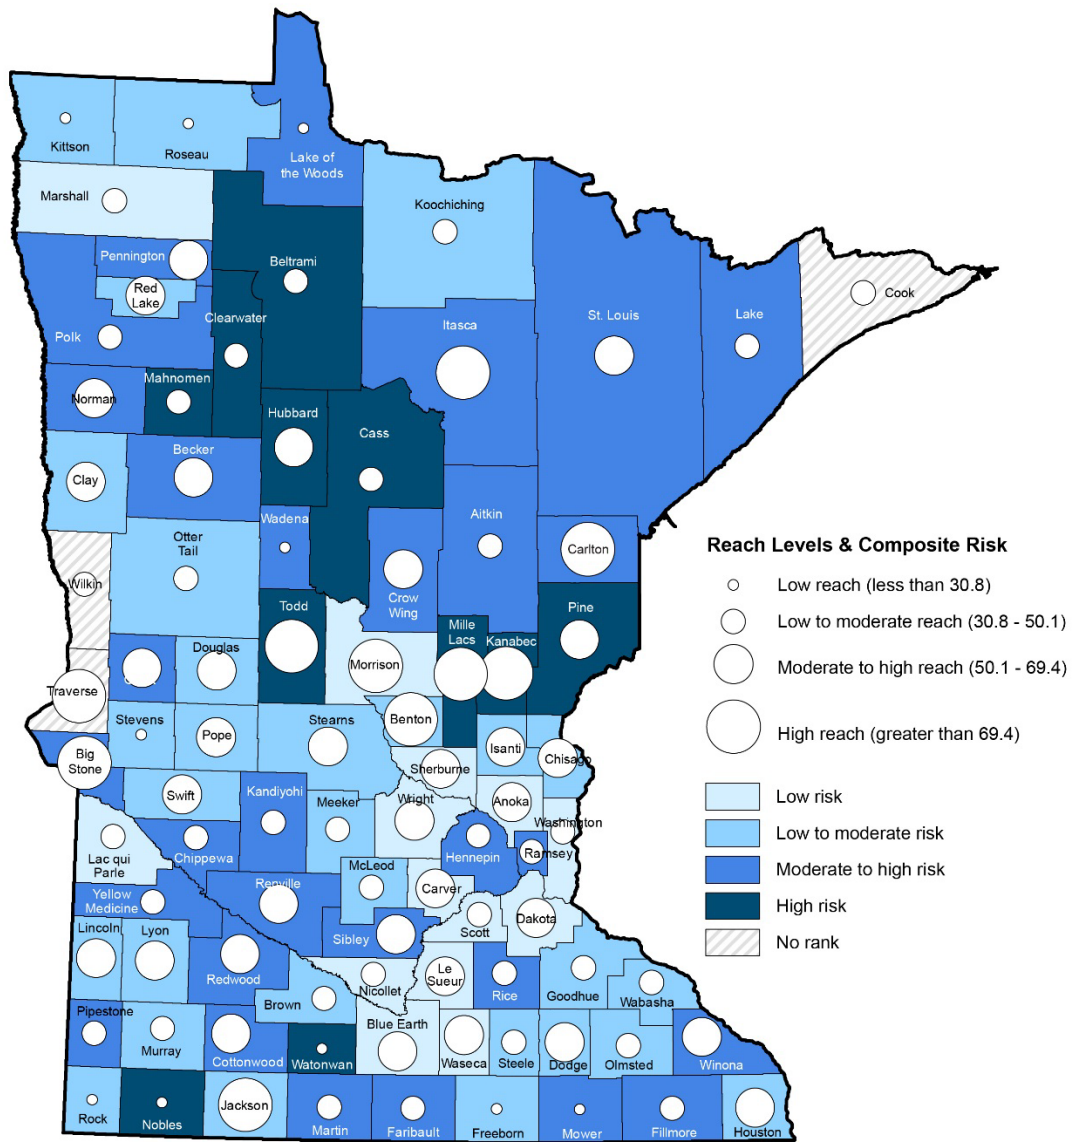 Kittson
Roseau
Lake of
the Woods
Marshall
Koochiching
Pennington
Beltrami
Red
Lake
Cook
Clearwater
Polk
Itasca
St. Louis
Lake
Mahnomen
Norman
Hubbard
Cass
Becker
Clay
Wadena
Aitkin
Otter
Tail
Carlton
Wilkin
Crow
Wing
Todd
Pine
Mille
Lacs
Kanabec
Douglas
Morrison
Traverse
Stevens
Pope
Stearns
Benton
Isanti
Big
Stone
Chisago
Sherburne
Swift
Kandiyohi
Meeker
Wright
Anoka
Washington
Lac qui
Parle
Chippewa
Hennepin
Ramsey
McLeod
Renville
Carver
Yellow
Medicine
Dakota
Scott
Lincoln
Lyon
Sibley
Redwood
Le
Sueur
Nicollet
Rice
Goodhue
Wabasha
Brown
Pipestone
Murray
Cottonwood
Watonwan
Blue Earth
Waseca
Steele
Dodge
Olmsted
Winona
Rock
Nobles
Jackson
Martin
Faribault
Freeborn
Mower
Fillmore
Houston
Reach Levels & Composite Risk
Low reach (less than 30.8)
Low to moderate reach (30.8 - 50.1)
Moderate to high reach (50.1 - 69.4)
High reach (greater than 69.4)
Low risk
Low to moderate risk
Moderate to high risk
High risk
No rank